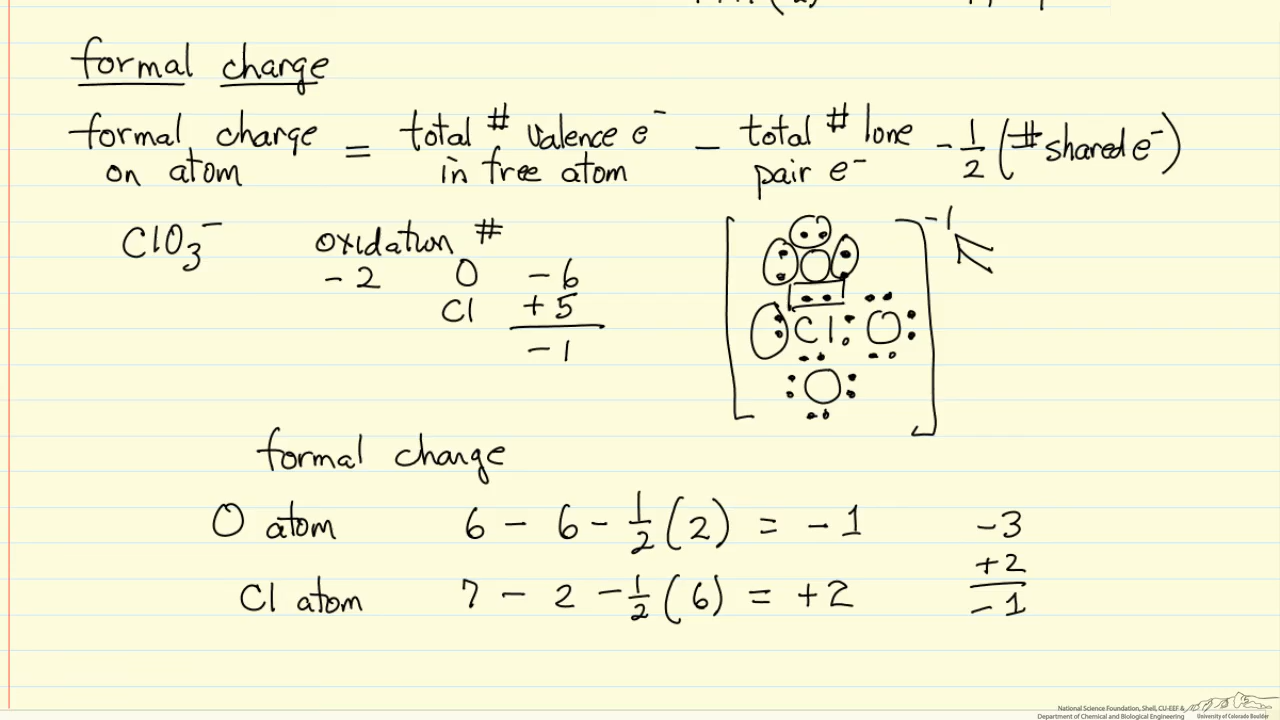 formal charge
formal charge on atom = total # valence e⁻ in free atom − total # lone pair e⁻ − 1/2 (# shared e⁻)
ClO₃⁻
oxidation #
−2 O −6
Cl +5
−1
[ O Cl O O ]⁻¹
formal charge
O atom 6 − 6 − 1/2 (2) = −1 −3
+2
Cl atom 7 − 2 − 1/2 (6) = +2 −1
National Science Foundation, Shell, CU-EEF &
Department of Chemical and Biological Engineering
University of Colorado Boulder